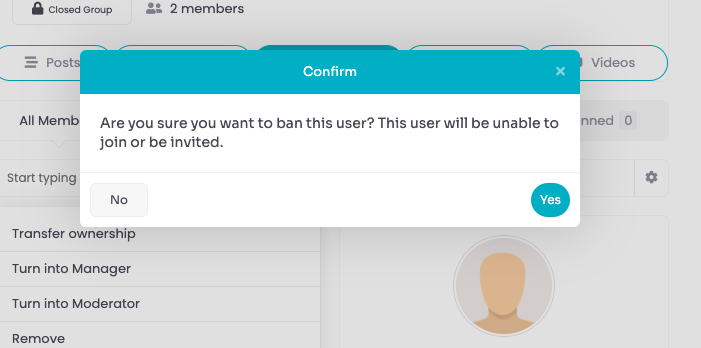 Closed Group
2 members
Posts
Videos
Confirm
×
All Memb
nned 0
Are you sure you want to ban this user? This user will be unable to
join or be invited.
Start typing
No
Yes
Transfer ownership
Turn into Manager
Turn into Moderator
Remove